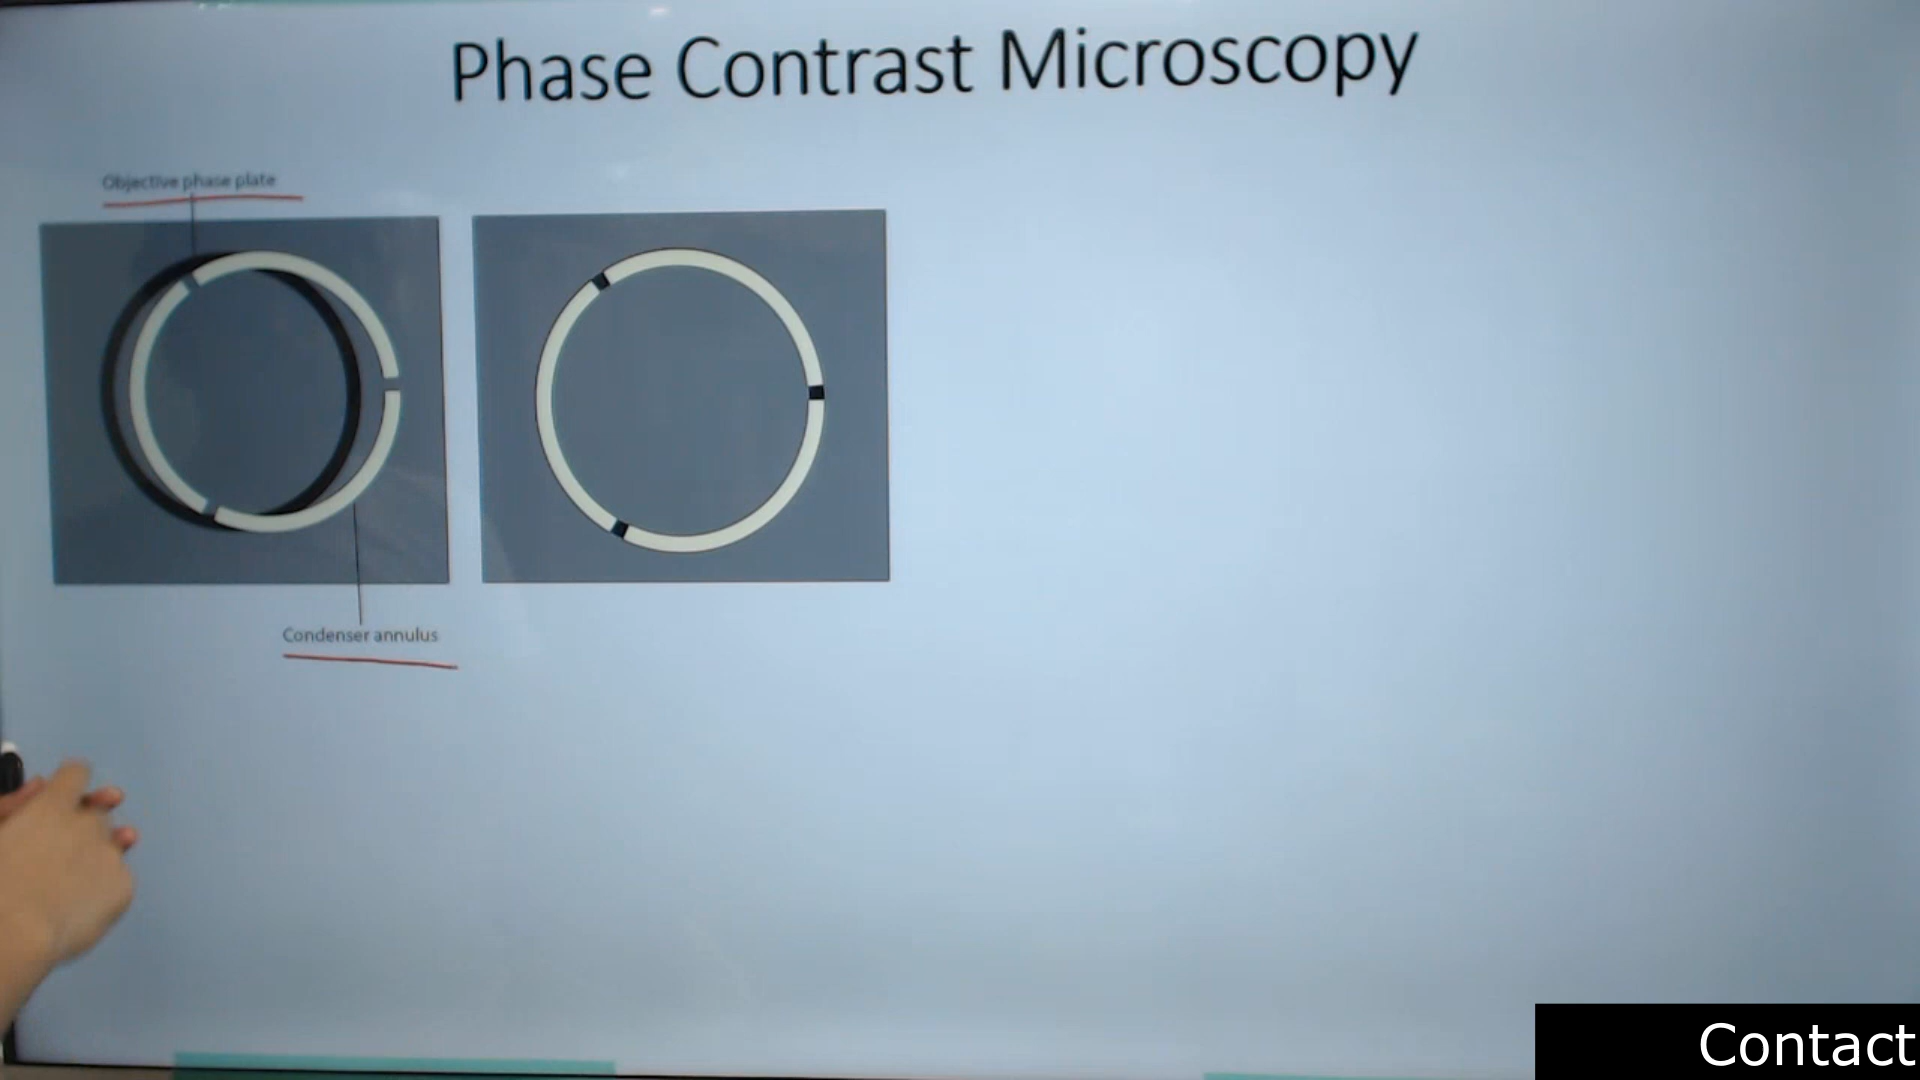 Phase Contrast Microscopy
Objective phase plate
Condenser annulus
Contact